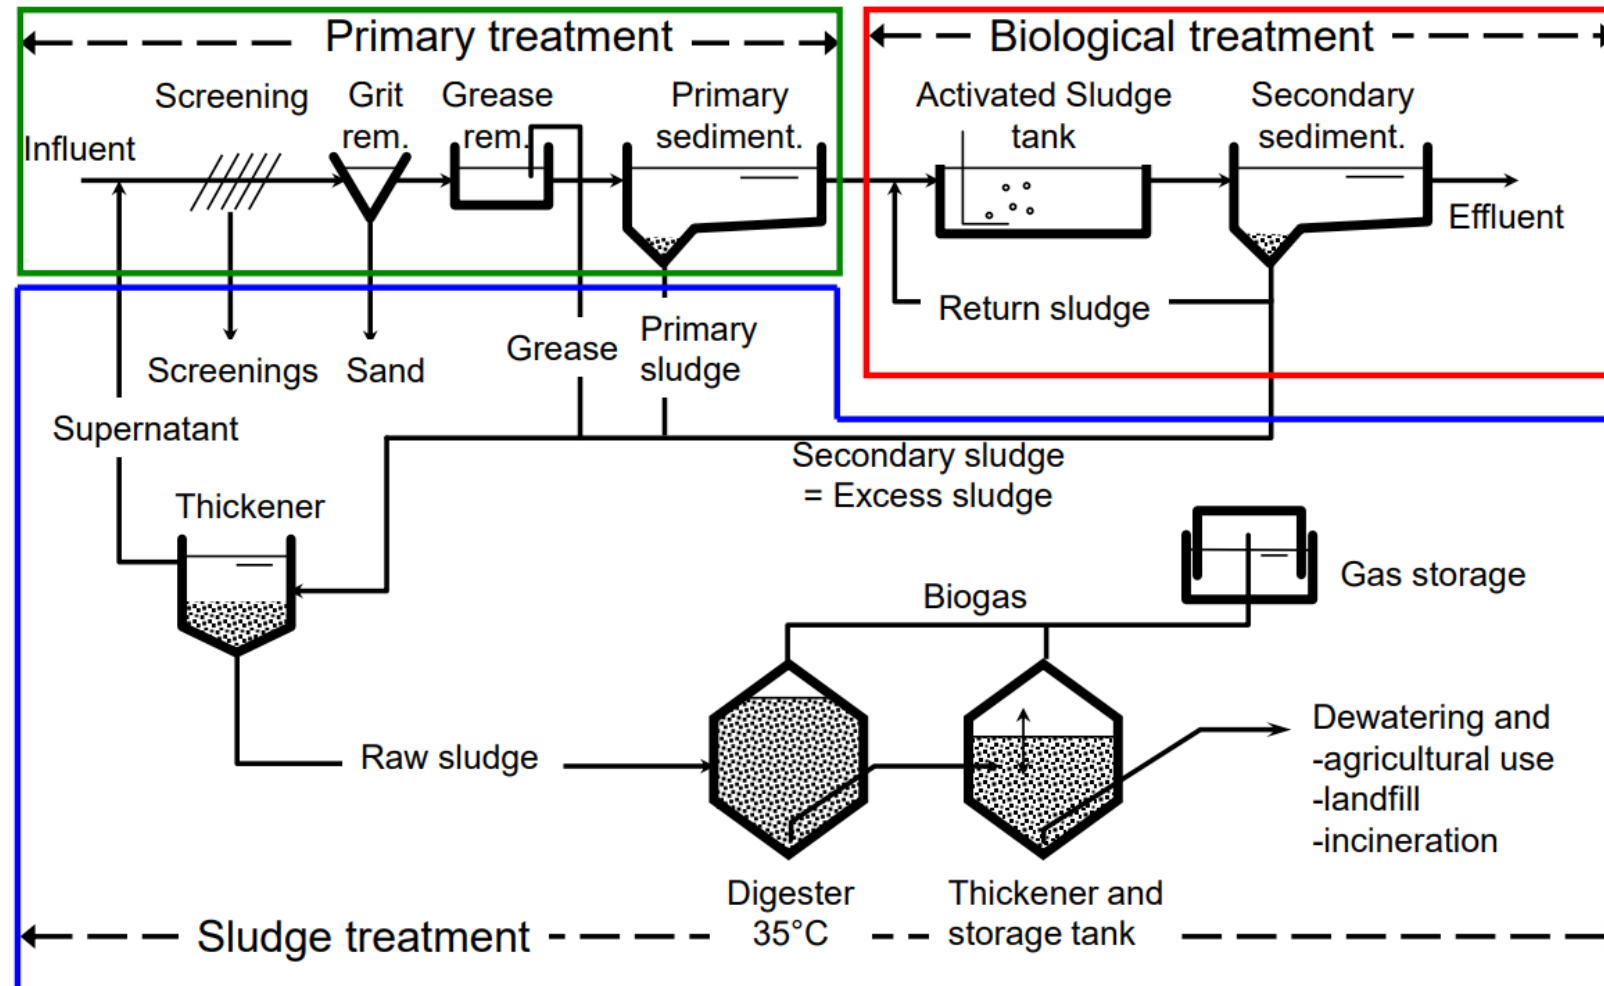 Primary treatment
Biological treatment
Screening
Grit
rem.
Grease
rem.
Primary
sediment.
Activated Sludge
tank
Secondary
sediment.
Influent
Effluent
Return sludge
Screenings
Sand
Grease
Primary
sludge
Supernatant
Secondary sludge
= Excess sludge
Thickener
Gas storage
Biogas
Raw sludge
Dewatering and
-agricultural use
-landfill
-incineration
Digester
35°C
Thickener and
storage tank
Sludge treatment